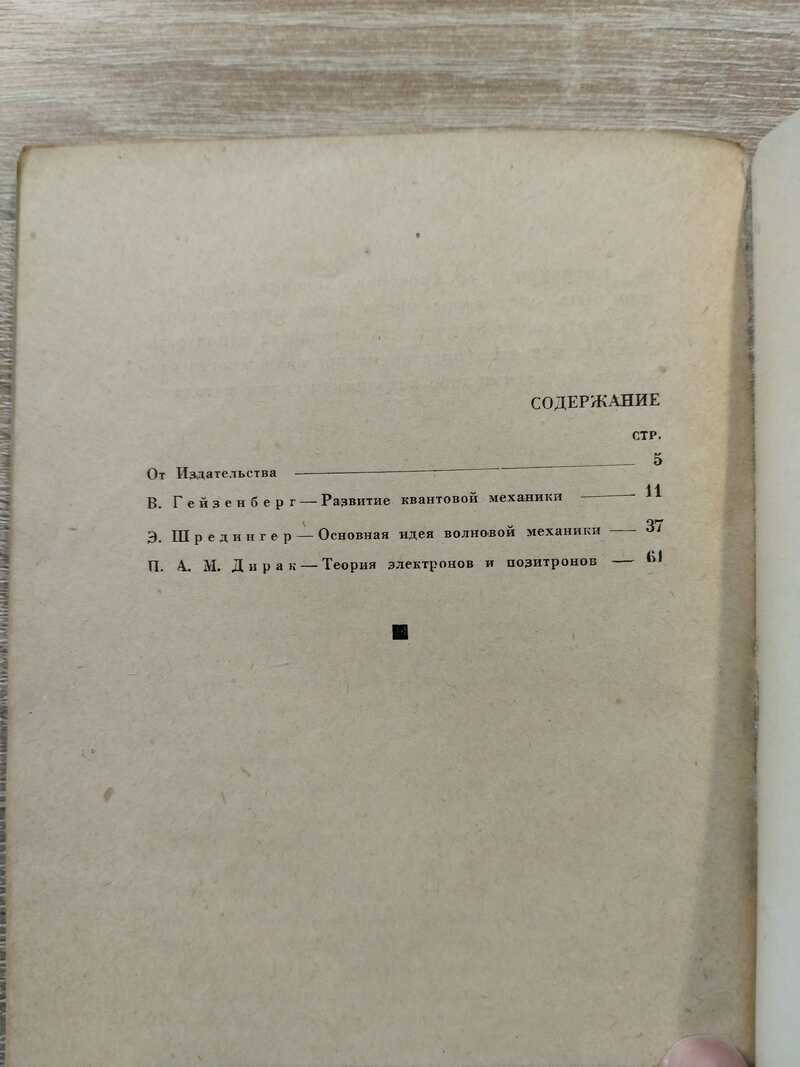 СОДЕРЖАНИЕ
СТР.
От Издательства — 5
В. Гейзенберг — Развитие квантовой механики — 11
Э. Шредингер — Основная идея волновой механики — 37
П. А. М. Дирак — Теория электронов и позитронов — 61